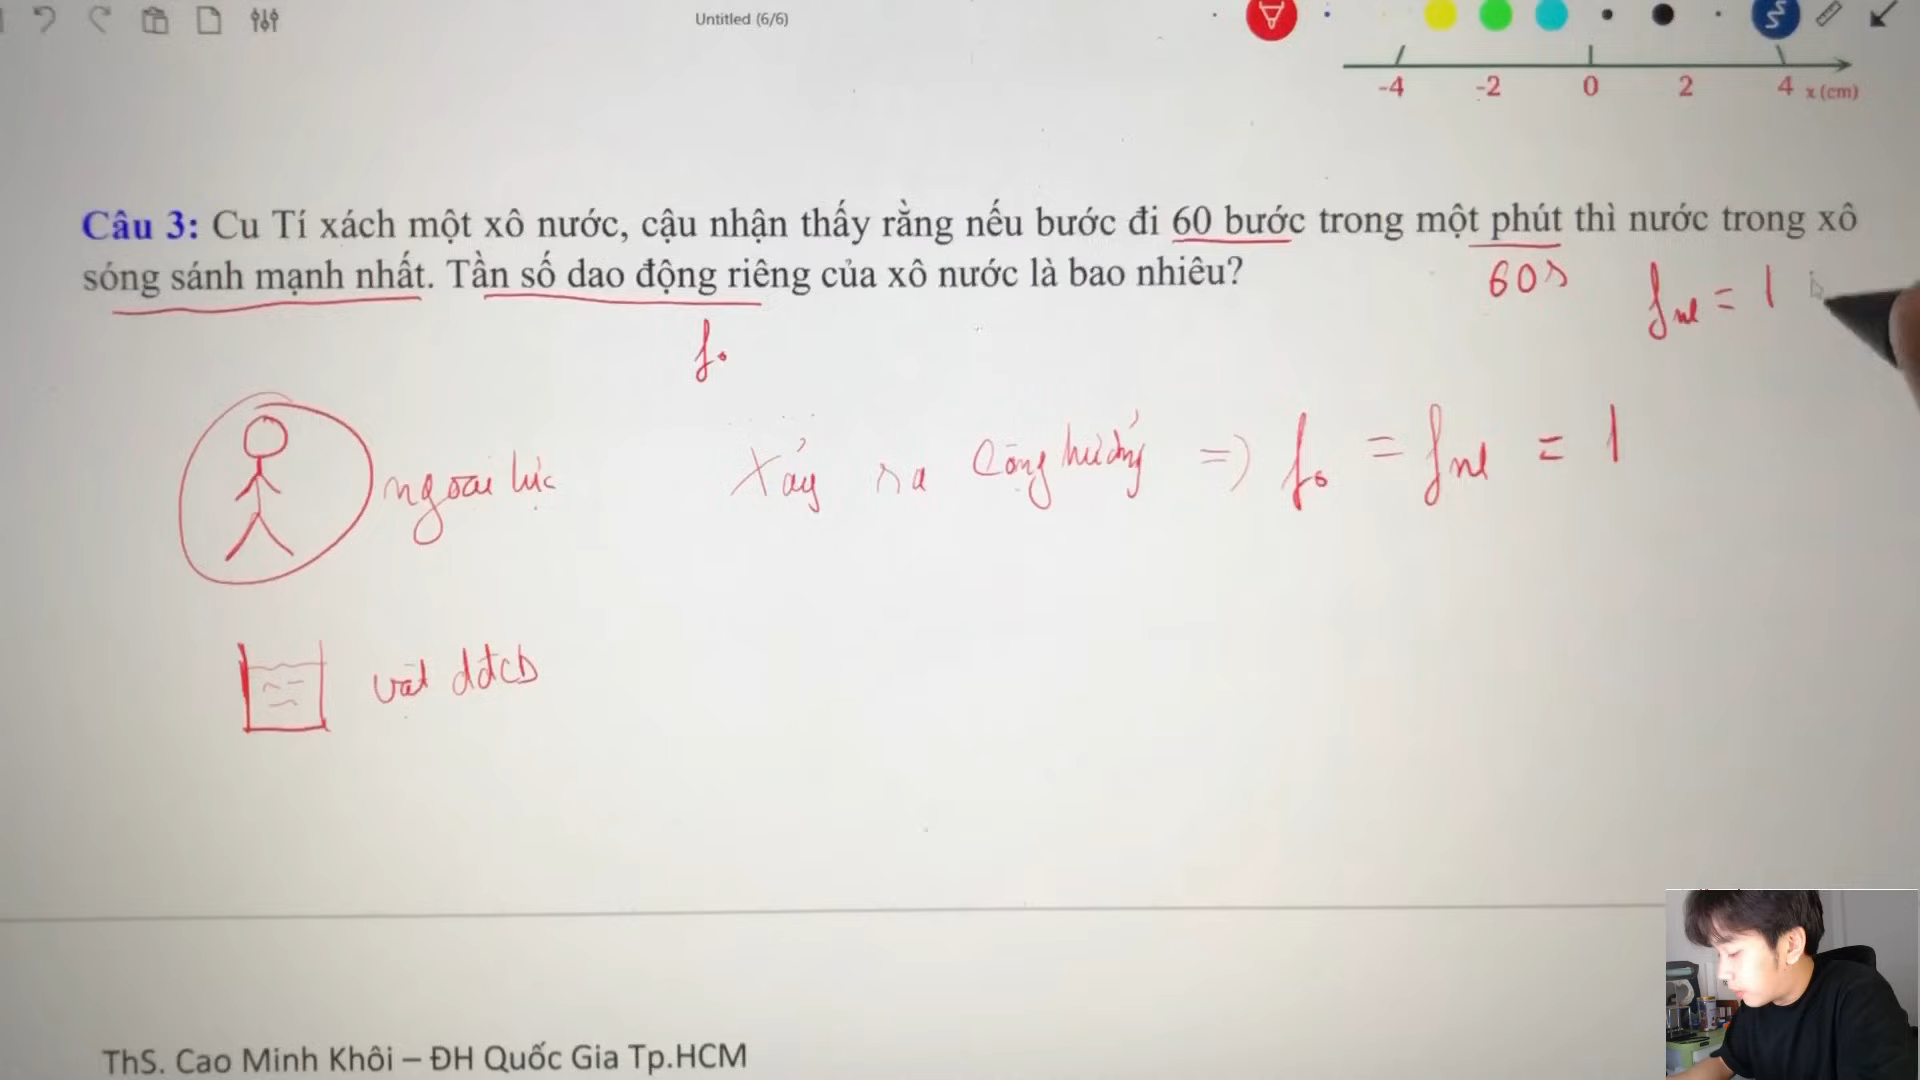 Untitled (6/6)
-4 -2 0 2 4 x (cm)
Câu 3: Cu Tí xách một xô nước, cậu nhận thấy rằng nếu bước đi 60 bước trong một phút thì nước trong xô
sóng sánh mạnh nhất. Tần số dao động riêng của xô nước là bao nhiêu?
60s
fnl = 1
f₀
ngoại lực
Xảy ra Cộng hưởng => f₀ = fnl = 1
vật dđcb
ThS. Cao Minh Khôi – ĐH Quốc Gia Tp.HCM